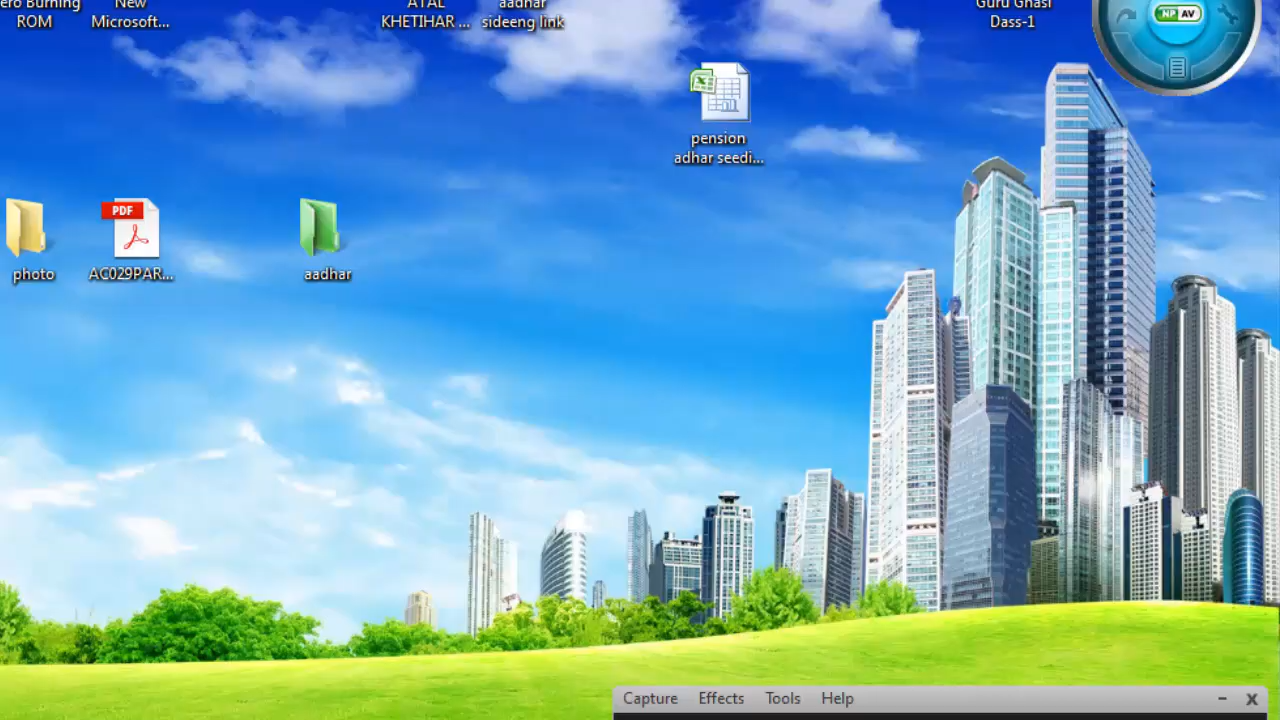 ero Burning
ROM
New
Microsoft...
ATAL
KHETIHAR ...
aadhar
sideeng link
Guru Ghasi
Dass-1
NP AV
pension
adhar seedi...
photo
PDF
AC029PAR...
aadhar
Capture Effects Tools Help